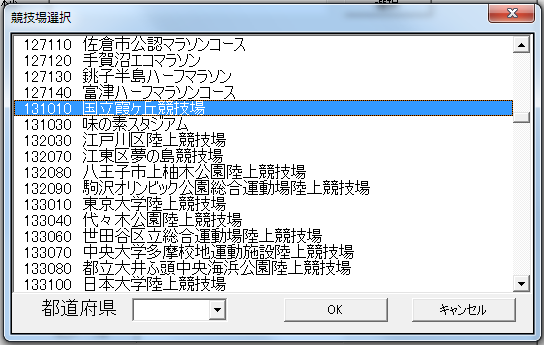 競技場選択
127110 佐倉市公認マラソンコース
127120 手賀沼エコマラソン
127130 銚子半島ハーフマラソン
127140 富津ハーフマラソンコース
131010 国立霞ヶ丘競技場
131030 味の素スタジアム
132030 江戸川区陸上競技場
132070 江東区夢の島競技場
132080 八王子市上柚木公園陸上競技場
132090 駒沢オリンピック公園総合運動場陸上競技場
133010 東京大学陸上競技場
133040 代々木公園陸上競技場
133060 世田谷区立総合運動場陸上競技場
133070 中央大学多摩校地運動施設陸上競技場
133080 都立大井ふ頭中央海浜公園陸上競技場
133100 日本大学陸上競技場
都道府県 OK キャンセル